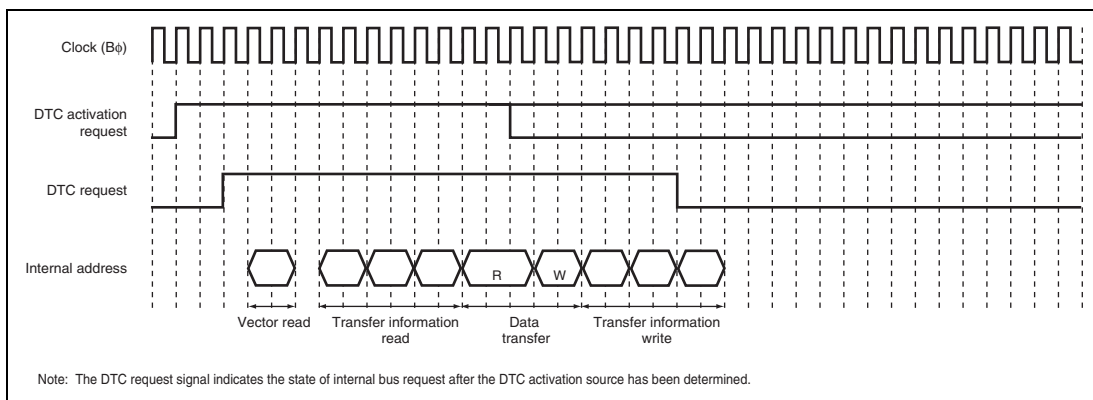 Clock (Bφ)
DTC activation
request
DTC request
Internal address
R
W
Vector read
Transfer information
read
Data
transfer
Transfer information
write
Note: The DTC request signal indicates the state of internal bus request after the DTC activation source has been determined.